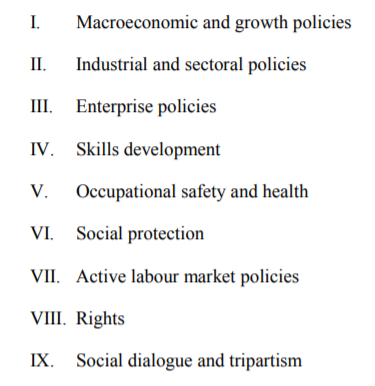 I. Macroeconomic and growth policies
II. Industrial and sectoral policies
III. Enterprise policies
IV. Skills development
V. Occupational safety and health
VI. Social protection
VII. Active labour market policies
VIII. Rights
IX. Social dialogue and tripartism